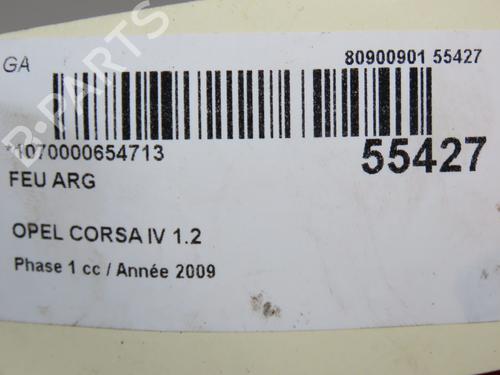 GA
80900901 55427
*1070000654713
55427
FEU ARG
OPEL CORSA IV 1.2
Phase 1 cc / Année 2009
B-PARTS